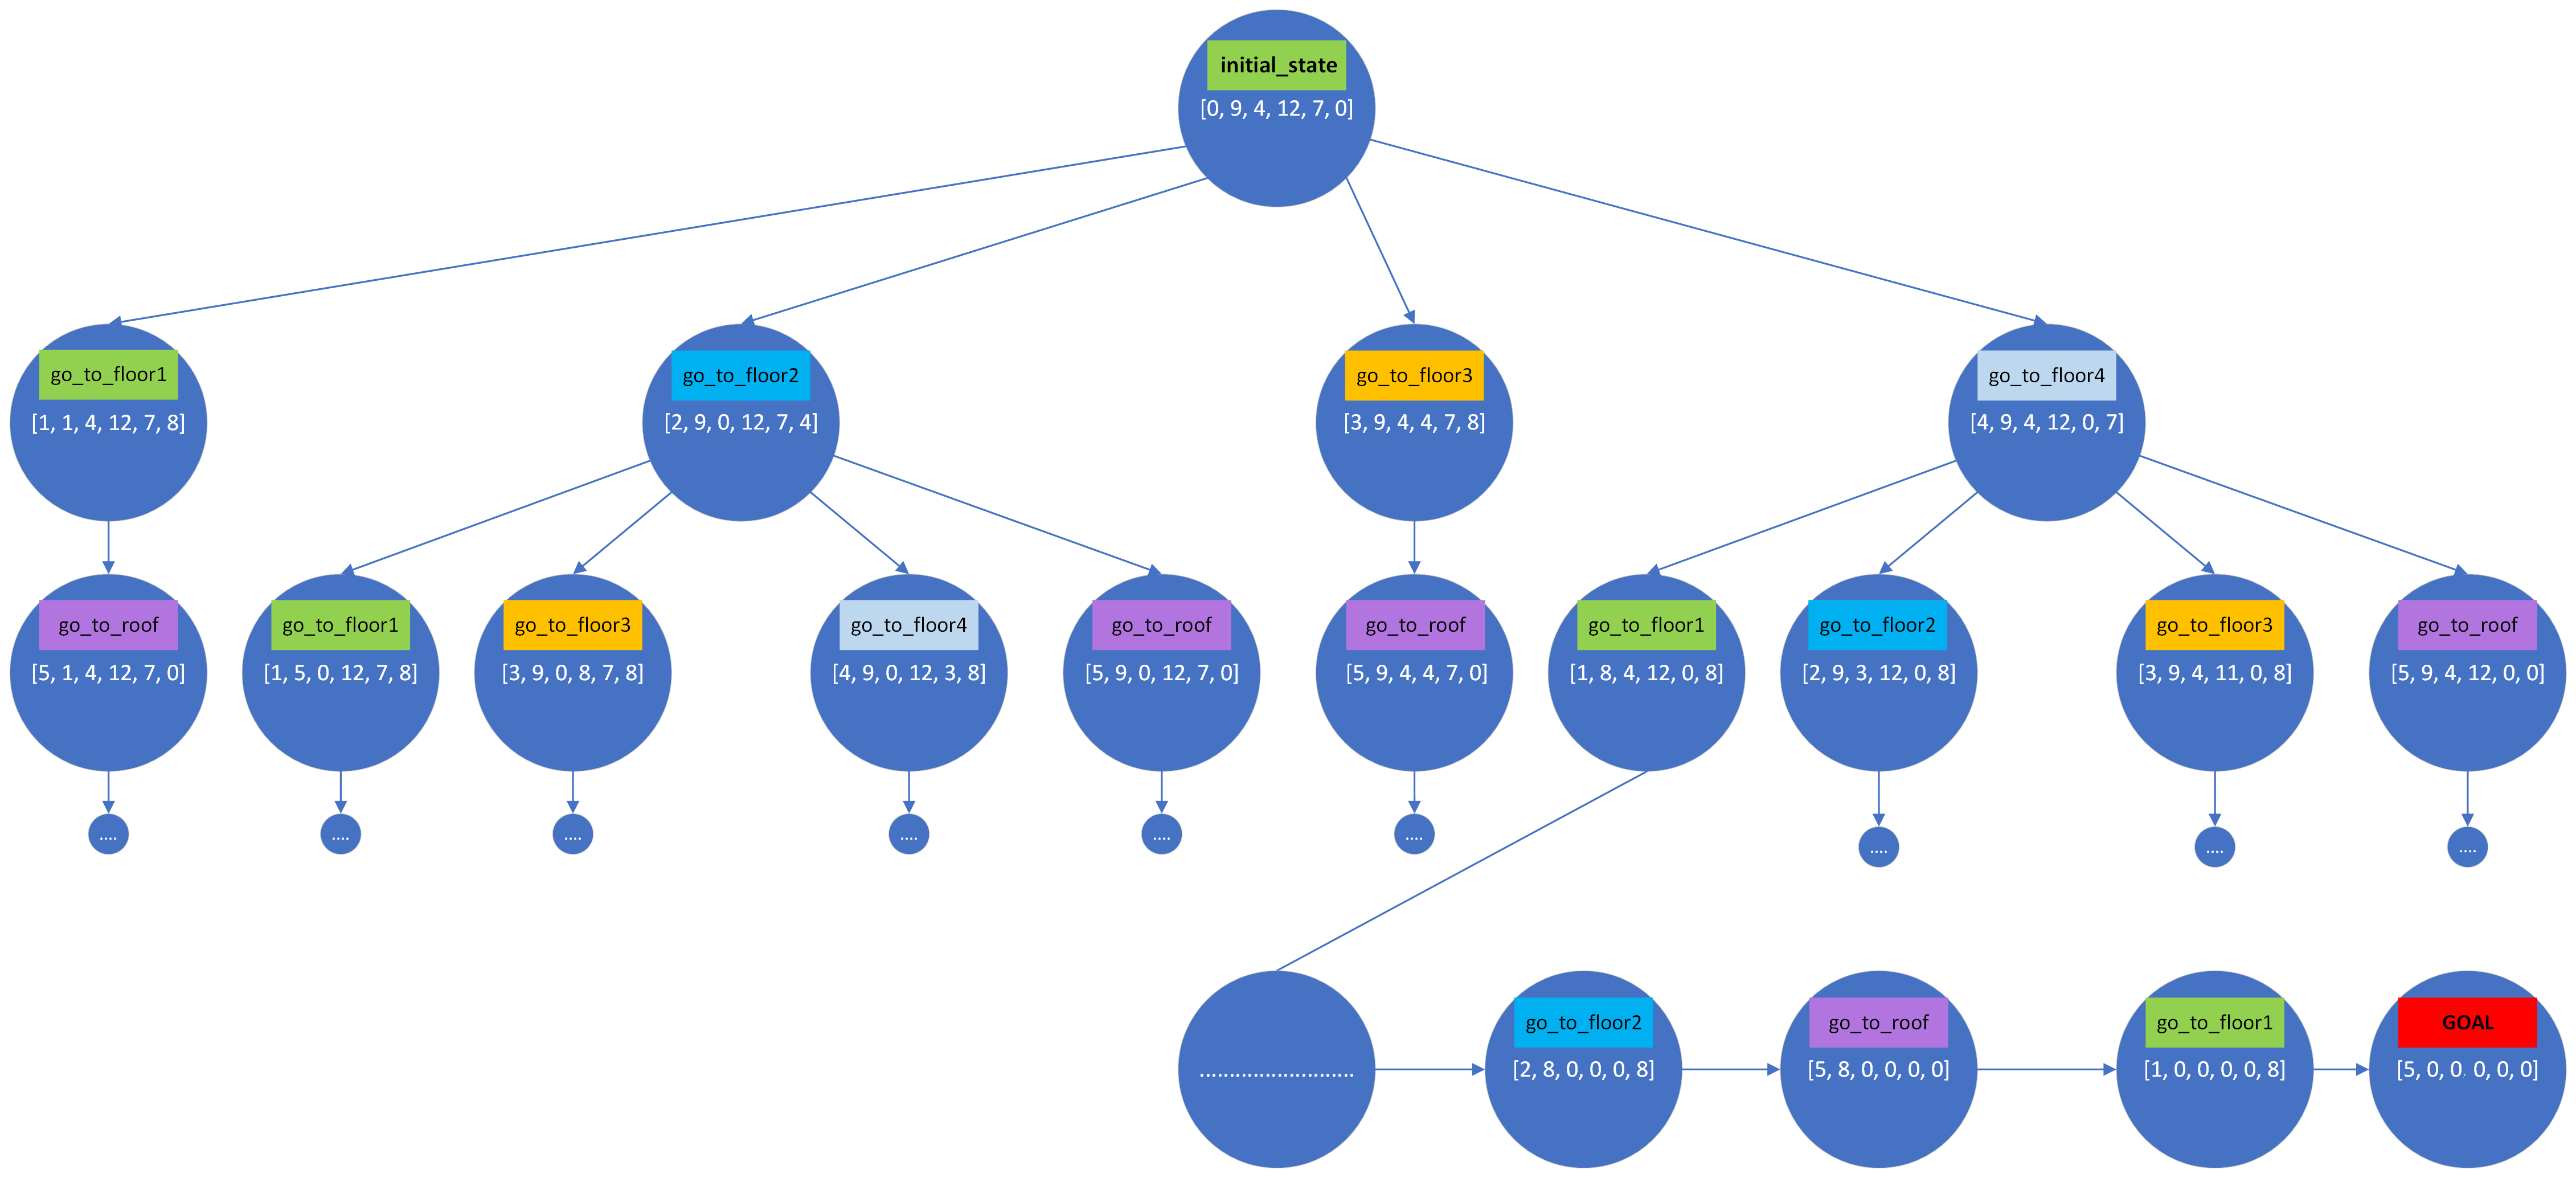 initial_state
[0, 9, 4, 12, 7, 0]
go_to_floor1
[1, 1, 4, 12, 7, 8]
go_to_floor2
[2, 9, 0, 12, 7, 4]
go_to_floor3
[3, 9, 4, 4, 7, 8]
go_to_floor4
[4, 9, 4, 12, 0, 7]
go_to_roof
[5, 1, 4, 12, 7, 0]
go_to_floor1
[1, 5, 0, 12, 7, 8]
go_to_floor3
[3, 9, 0, 8, 7, 8]
go_to_floor4
[4, 9, 0, 12, 3, 8]
go_to_roof
[5, 9, 0, 12, 7, 0]
go_to_roof
[5, 9, 4, 4, 7, 0]
go_to_floor1
[1, 8, 4, 12, 0, 8]
go_to_floor2
[2, 9, 3, 12, 0, 8]
go_to_floor3
[3, 9, 4, 11, 0, 8]
go_to_roof
[5, 9, 4, 12, 0, 0]
....
....
....
....
....
....
....
....
....
..........................
go_to_floor2
[2, 8, 0, 0, 0, 8]
go_to_roof
[5, 8, 0, 0, 0, 0]
go_to_floor1
[1, 0, 0, 0, 0, 8]
GOAL
[5, 0, 0, 0, 0, 0]